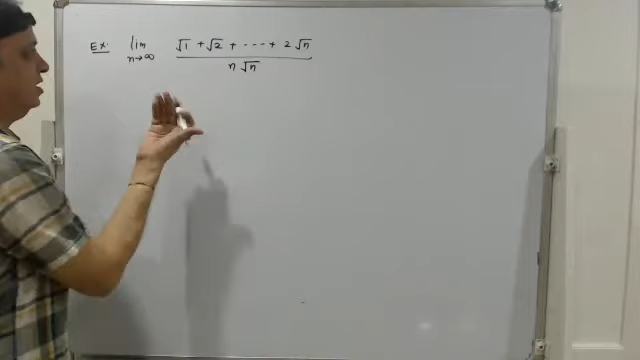 Ex. lim n→∞ √1 + √2 + --- + 2√n
n√n